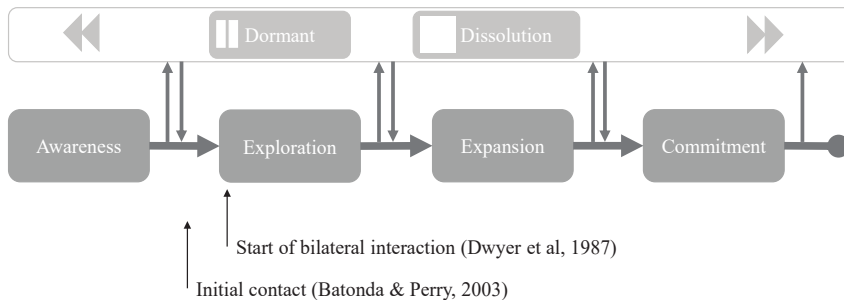 Dormant
Dissolution
Awareness
Exploration
Expansion
Commitment
Start of bilateral interaction (Dwyer et al, 1987)
Initial contact (Batonda & Perry, 2003)